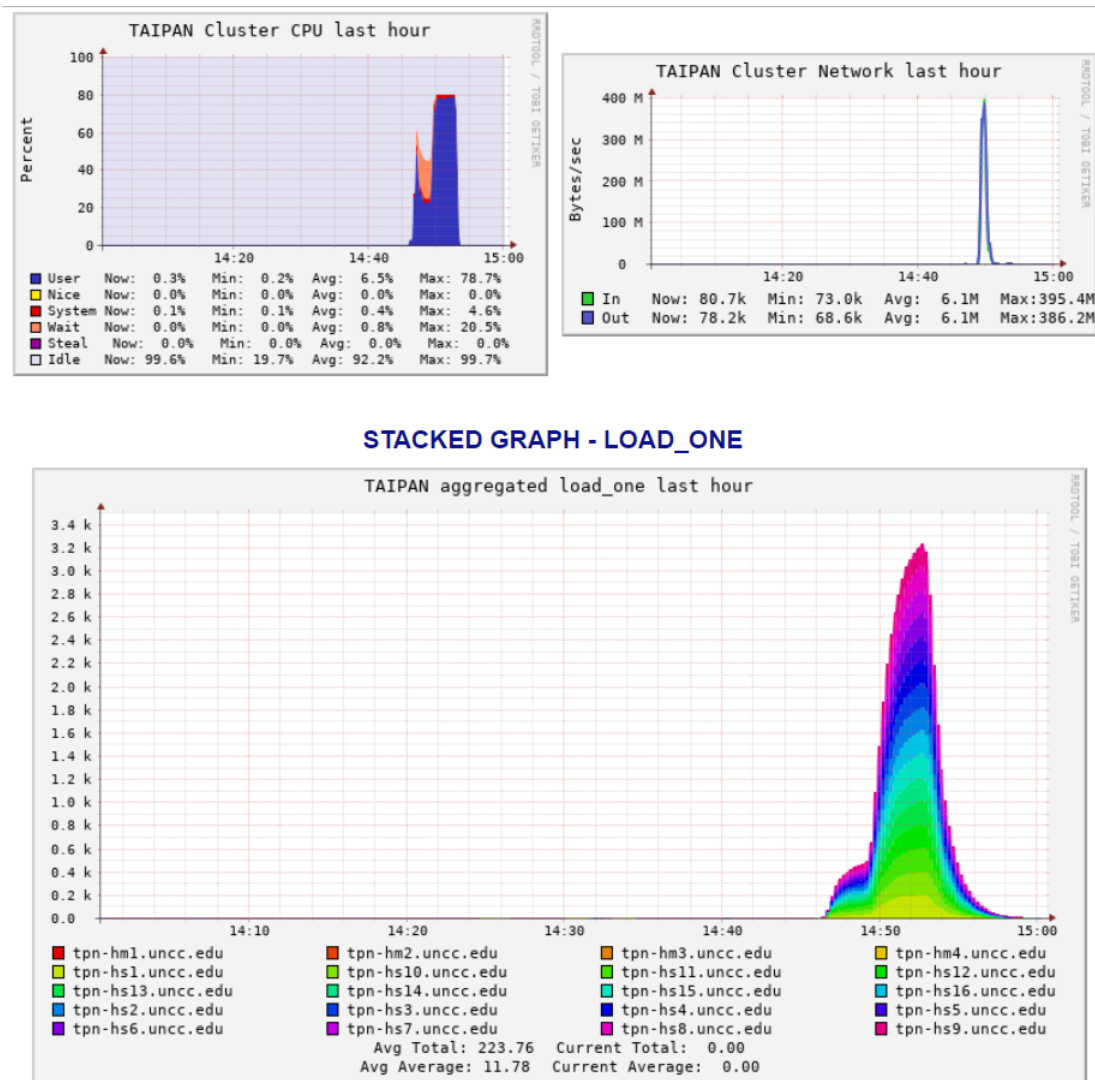 TAIPAN Cluster CPU last hour
RRDTOOL / TOBI OETIKER
Percent
100
80
60
40
20
0
14:20 14:40 15:00
User Now: 0.3% Min: 0.2% Avg: 6.5% Max: 78.7%
Nice Now: 0.0% Min: 0.0% Avg: 0.0% Max: 0.0%
System Now: 0.1% Min: 0.1% Avg: 0.4% Max: 4.6%
Wait Now: 0.0% Min: 0.0% Avg: 0.8% Max: 20.5%
Steal Now: 0.0% Min: 0.0% Avg: 0.0% Max: 0.0%
Idle Now: 99.6% Min: 19.7% Avg: 92.2% Max: 99.7%
TAIPAN Cluster Network last hour
RRDTOOL / TOBI OETIKER
Bytes/sec
400 M
300 M
200 M
100 M
0
14:20 14:40 15:00
In Now: 80.7k Min: 73.0k Avg: 6.1M Max:395.4M
Out Now: 78.2k Min: 68.6k Avg: 6.1M Max:386.2M
STACKED GRAPH - LOAD_ONE
TAIPAN aggregated load_one last hour
RRDTOOL / TOBI OETIKER
3.4 k
3.2 k
3.0 k
2.8 k
2.6 k
2.4 k
2.2 k
2.0 k
1.8 k
1.6 k
1.4 k
1.2 k
1.0 k
0.8 k
0.6 k
0.4 k
0.2 k
0.0
14:10 14:20 14:30 14:40 14:50 15:00
tpn-hm1.uncc.edu tpn-hm2.uncc.edu tpn-hm3.uncc.edu tpn-hm4.uncc.edu
tpn-hs1.uncc.edu tpn-hs10.uncc.edu tpn-hs11.uncc.edu tpn-hs12.uncc.edu
tpn-hs13.uncc.edu tpn-hs14.uncc.edu tpn-hs15.uncc.edu tpn-hs16.uncc.edu
tpn-hs2.uncc.edu tpn-hs3.uncc.edu tpn-hs4.uncc.edu tpn-hs5.uncc.edu
tpn-hs6.uncc.edu tpn-hs7.uncc.edu tpn-hs8.uncc.edu tpn-hs9.uncc.edu
Avg Total: 223.76 Current Total: 0.00
Avg Average: 11.78 Current Average: 0.00